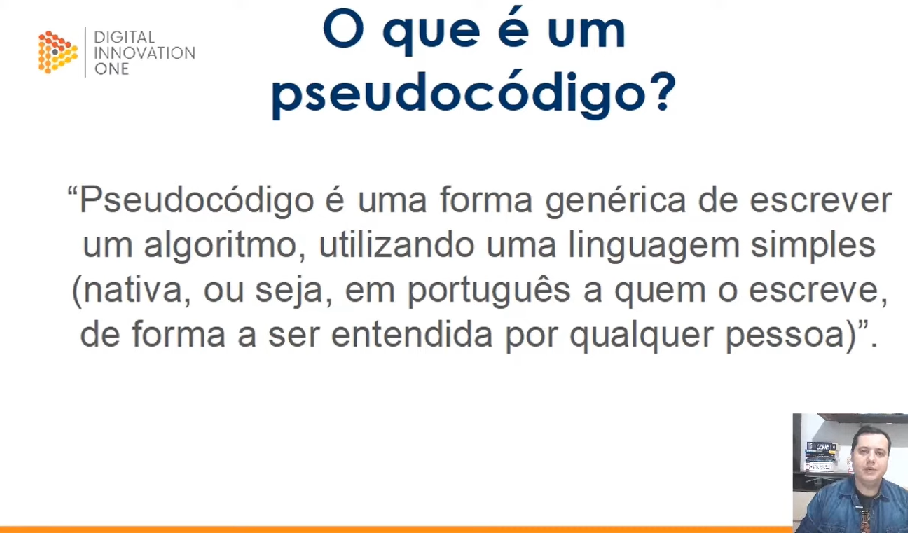 DIGITAL
INNOVATION
ONE
O que é um
pseudocódigo?
“Pseudocódigo é uma forma genérica de escrever
um algoritmo, utilizando uma linguagem simples
(nativa, ou seja, em português a quem o escreve,
de forma a ser entendida por qualquer pessoa)”.